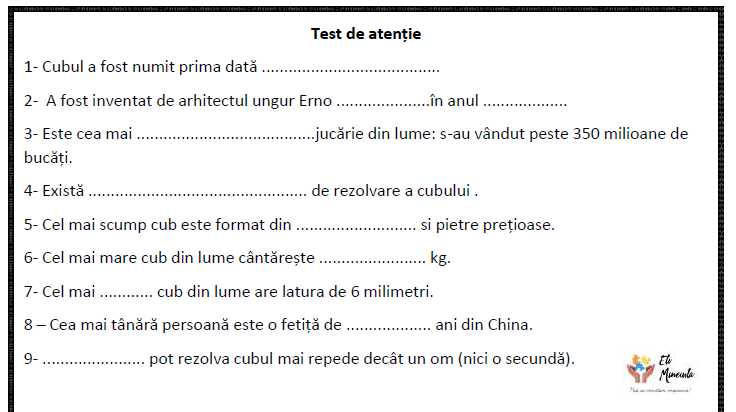 Test de atenție
1- Cubul a fost numit prima dată ........................................
2-  A fost inventat de arhitectul ungur Erno .....................în anul ...................
3- Este cea mai ........................................jucărie din lume: s-au vândut peste 350 milioane de
bucăți.
4- Există ................................................. de rezolvare a cubului .
5- Cel mai scump cub este format din ........................... si pietre prețioase.
6- Cel mai mare cub din lume cântărește ........................ kg.
7- Cel mai ............ cub din lume are latura de 6 milimetri.
8 – Cea mai tânără persoană este o fetiță de ................... ani din China.
9- ....................... pot rezolva cubul mai repede decât un om (nici o secundă).